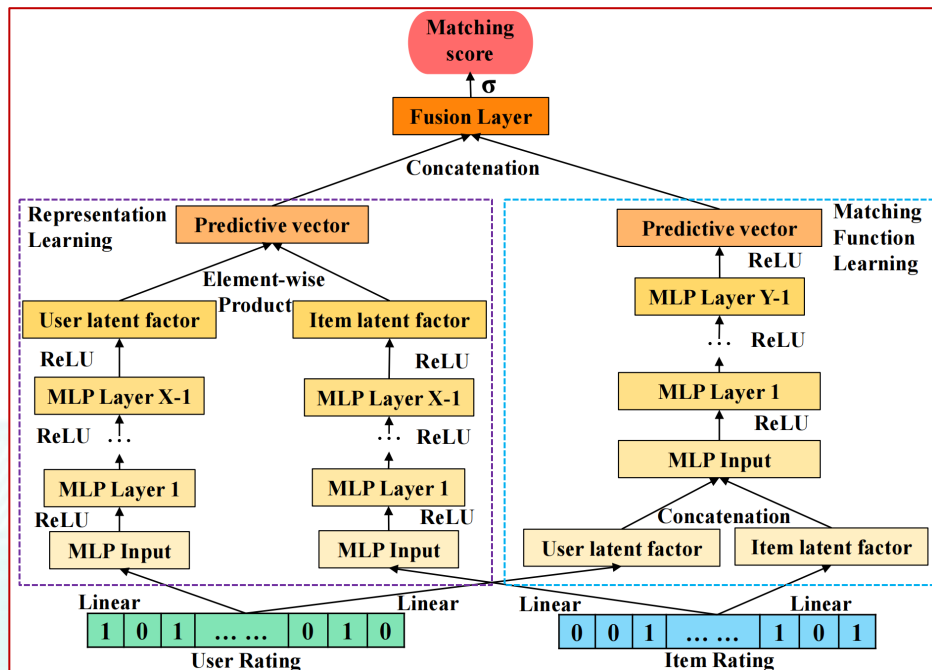 Matching
score
σ
Fusion Layer
Concatenation
Representation
Learning
Predictive vector
Element-wise
Product
User latent factor
Item latent factor
ReLU
ReLU
MLP Layer X-1
MLP Layer X-1
ReLU
...
ReLU
...
MLP Layer 1
MLP Layer 1
ReLU
ReLU
MLP Input
MLP Input
Matching
Function
Learning
Predictive vector
ReLU
MLP Layer Y-1
...
ReLU
MLP Layer 1
ReLU
MLP Input
Concatenation
User latent factor
Item latent factor
Linear
Linear
Linear
Linear
1 0 1 ... ... 0 1 0
0 0 1 ... ... 1 0 1
User Rating
Item Rating